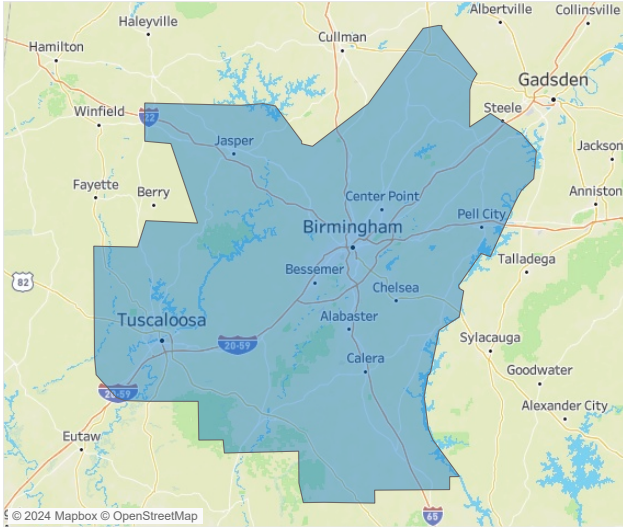 Albertville
Collinsville
Haleyville
Cullman
Hamilton
Gadsden
Steele
Winfield
22
Jasper
Jackson
Fayette
Berry
Center Point
Anniston
Pell City
Birmingham
Talladega
Bessemer
82
Chelsea
Tuscaloosa
Alabaster
20-59
Sylacauga
Calera
Goodwater
20-59
Alexander City
Eutaw
65
© 2024 Mapbox © OpenStreetMap